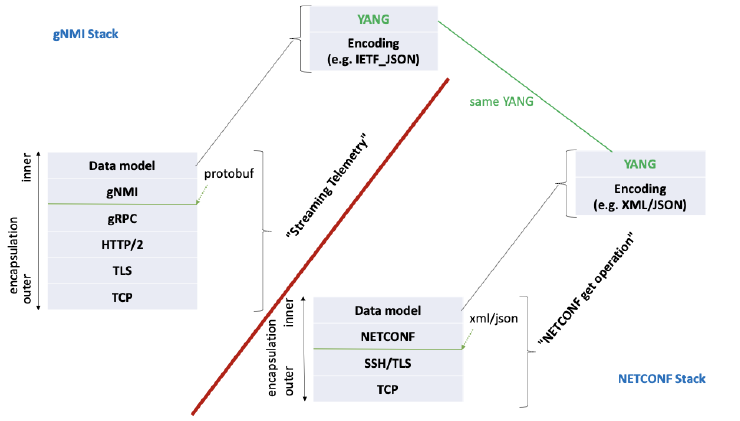 gNMI Stack
YANG
Encoding
(e.g. IETF_JSON)
same YANG
"Streaming Telemetry"
inner
encapsulation
outer
Data model
gNMI
gRPC
HTTP/2
TLS
TCP
protobuf
YANG
Encoding
(e.g. XML/JSON)
"NETCONF get operation"
inner
encapsulation
outer
Data model
NETCONF
SSH/TLS
TCP
xml/json
NETCONF Stack